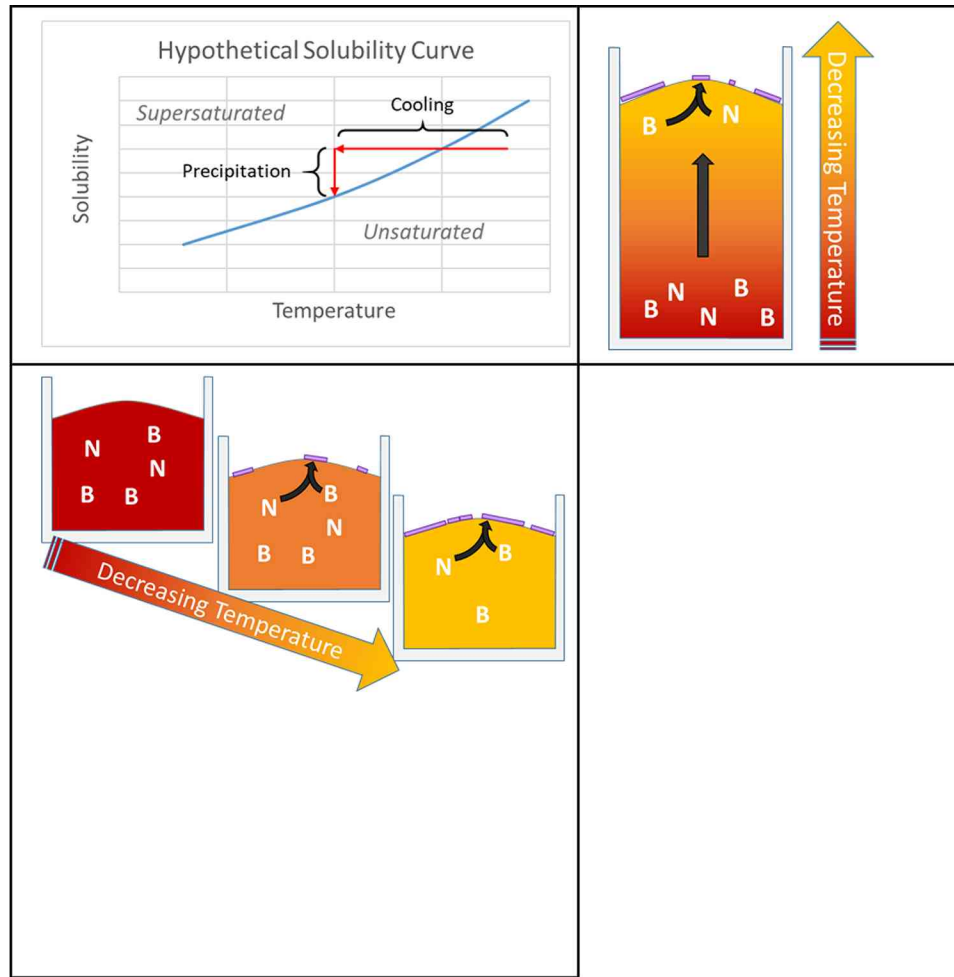 Hypothetical Solubility Curve
Supersaturated
Cooling
Precipitation
Solubility
Unsaturated
Temperature
B
N
Decreasing Temperature
N
B
B
N
B
N
B
N
B
B
N
B
N
B
B
N
B
B
Decreasing Temperature